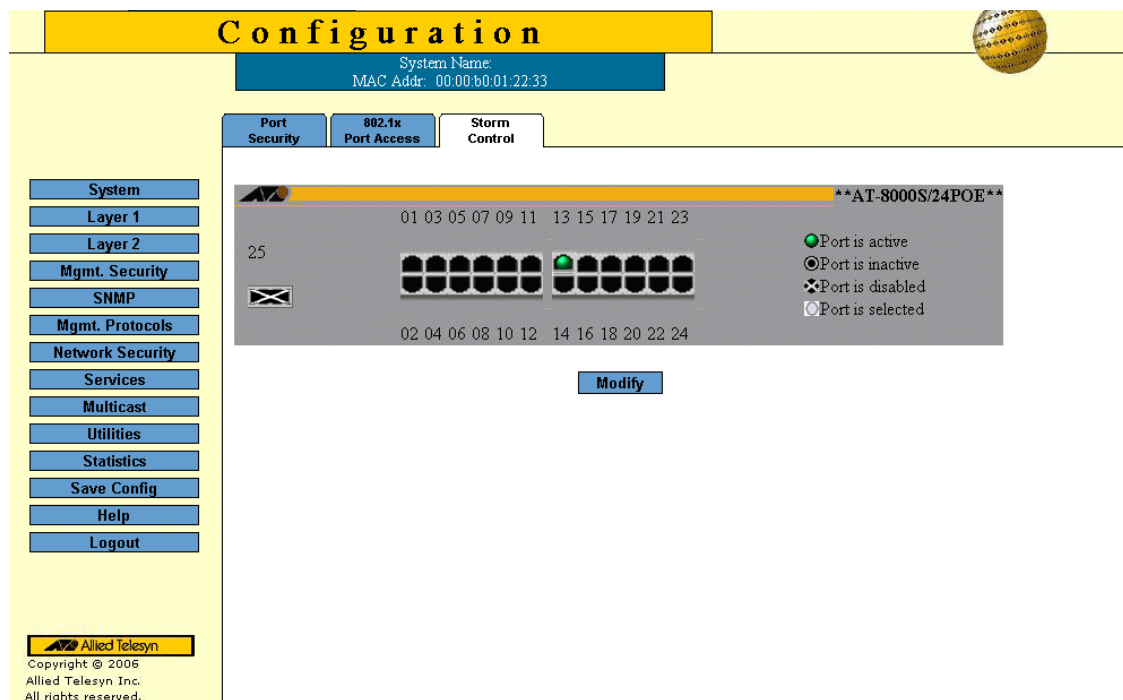 Configuration
System Name:
MAC Addr: 00:00:b0:01:22:33
Port Security
802.1x Port Access
Storm Control
System
Layer 1
Layer 2
Mgmt. Security
SNMP
Mgmt. Protocols
Network Security
Services
Multicast
Utilities
Statistics
Save Config
Help
Logout
**AT-8000S/24POE**
01 03 05 07 09 11 13 15 17 19 21 23
25
02 04 06 08 10 12 14 16 18 20 22 24
Port is active
Port is inactive
Port is disabled
Port is selected
Modify
Allied Telesyn
Copyright © 2006
Allied Telesyn Inc.
All rights reserved.